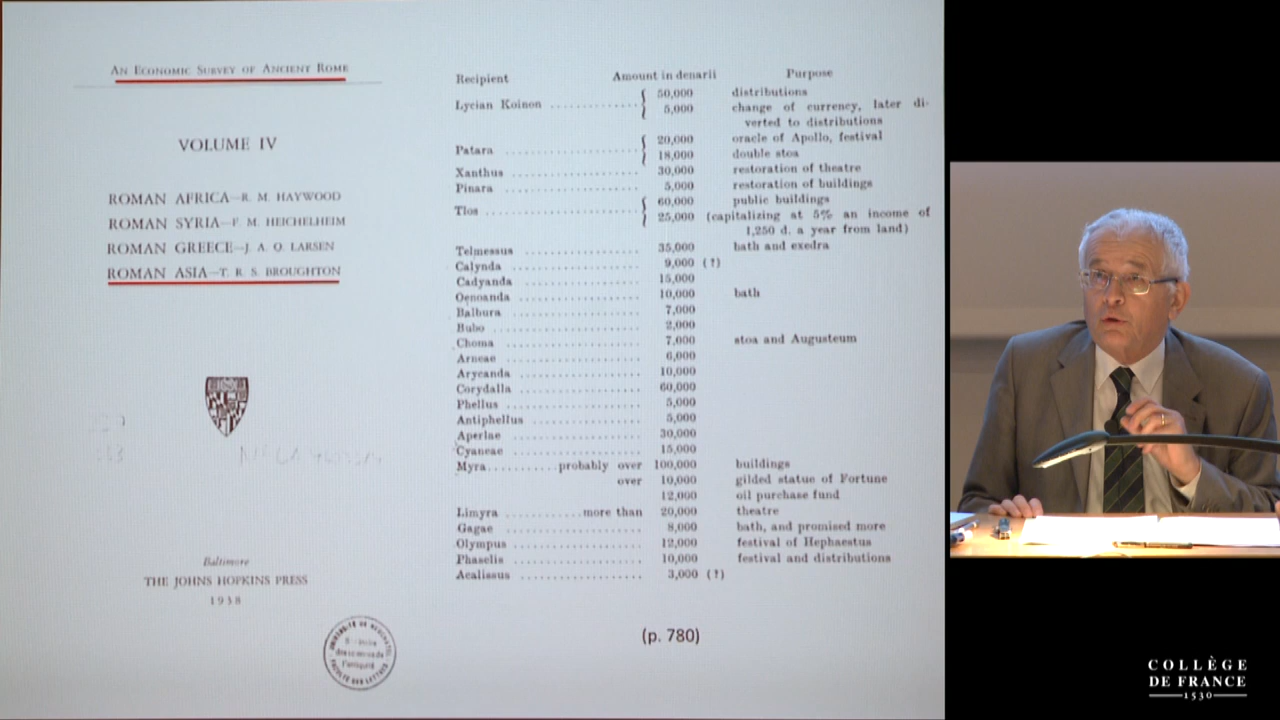 AN ECONOMIC SURVEY OF ANCIENT ROME
VOLUME IV
ROMAN AFRICA—R. M. HAYWOOD
ROMAN SYRIA—F. M. HEICHELHEIM
ROMAN GREECE—J. A. O. LARSEN
ROMAN ASIA—T. R. S. BROUGHTON
Baltimore
THE JOHNS HOPKINS PRESS
1938
Recipient Amount in denarii Purpose
Lycian Koinon { 50,000 distributions
5,000 change of currency, later di-
verted to distributions
Patara { 20,000 oracle of Apollo, festival
18,000 double stoa
Xanthus 30,000 restoration of theatre
Pinara 5,000 restoration of buildings
Tlos { 60,000 public buildings
25,000 (capitalizing at 5% an income of
1,250 d. a year from land)
Telmessus 35,000 bath and exedra
Calynda 9,000 (?)
Cadyanda 15,000
Oenoanda 10,000 bath
Balbura 7,000
Bubo 2,000
Choma 7,000 stoa and Augusteum
Arneae 6,000
Arycanda 10,000
Corydalla 60,000
Phellus 5,000
Antiphellus 5,000
Aperlae 30,000
Cyaneae 15,000
Myra probably over 100,000 buildings
over 10,000 gilded statue of Fortune
12,000 oil purchase fund
Limyra more than 20,000 theatre
Gagae 8,000 bath, and promised more
Olympus 12,000 festival of Hephaestus
Phaselis 10,000 festival and distributions
Acalissus 3,000 (?)
(p. 780)
COLLÈGE
DE FRANCE
1530